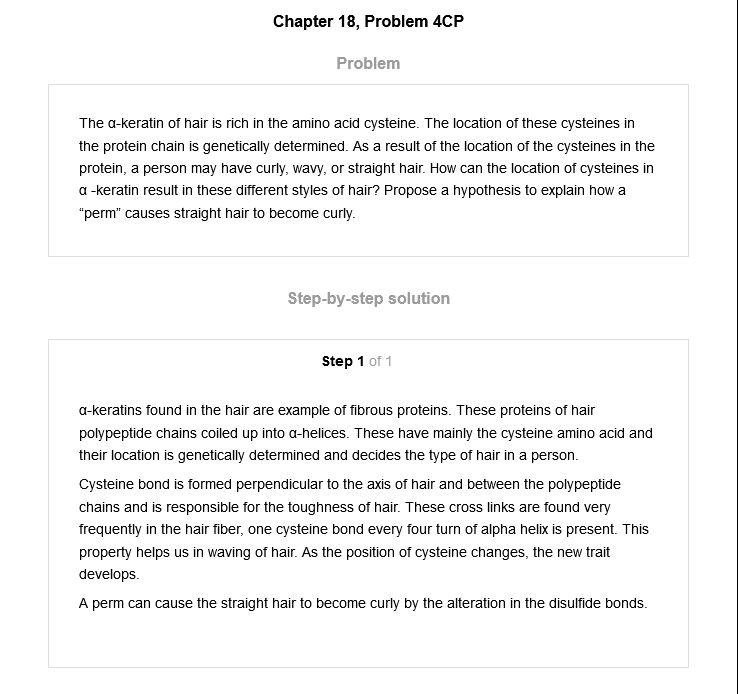 Chapter 18, Problem 4CP
Problem
The α-keratin of hair is rich in the amino acid cysteine. The location of these cysteines in
the protein chain is genetically determined. As a result of the location of the cysteines in the
protein, a person may have curly, wavy, or straight hair. How can the location of cysteines in
α -keratin result in these different styles of hair? Propose a hypothesis to explain how a
“perm” causes straight hair to become curly.
Step-by-step solution
Step 1 of 1
α-keratins found in the hair are example of fibrous proteins. These proteins of hair
polypeptide chains coiled up into α-helices. These have mainly the cysteine amino acid and
their location is genetically determined and decides the type of hair in a person.
Cysteine bond is formed perpendicular to the axis of hair and between the polypeptide
chains and is responsible for the toughness of hair. These cross links are found very
frequently in the hair fiber, one cysteine bond every four turn of alpha helix is present. This
property helps us in waving of hair. As the position of cysteine changes, the new trait
develops.
A perm can cause the straight hair to become curly by the alteration in the disulfide bonds.